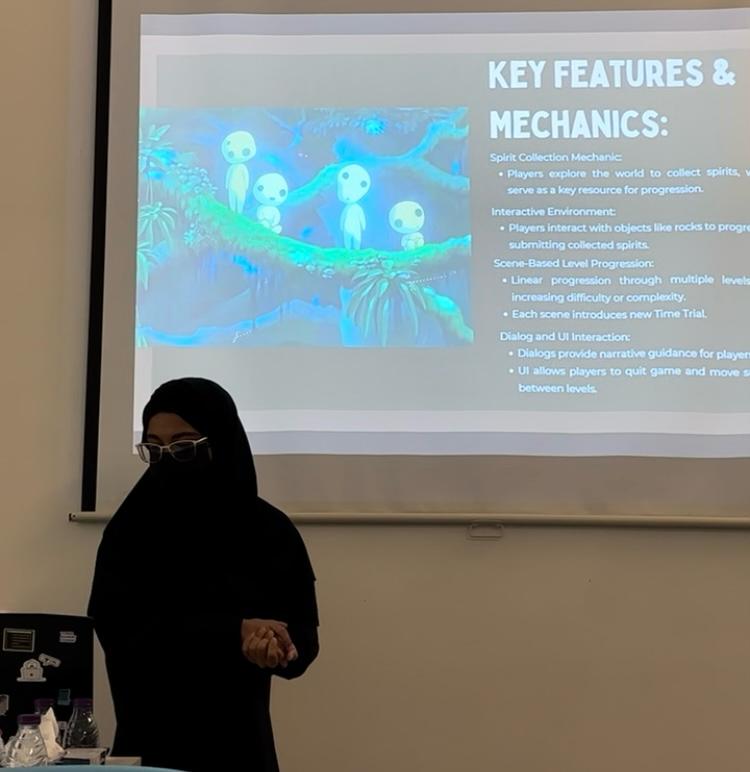 KEY FEATURES &
MECHANICS:
Spirit Collection Mechanic:
• Players explore the world to collect spirits,
serve as a key resource for progression.
Interactive Environment:
• Players interact with objects like rocks to progre
submitting collected spirits.
Scene-Based Level Progression:
• Linear progression through multiple levels
increasing difficulty or complexity.
• Each scene introduces new Time Trial.
Dialog and UI Interaction:
• Dialogs provide narrative guidance for player
• UI allows players to quit game and move s
between levels.